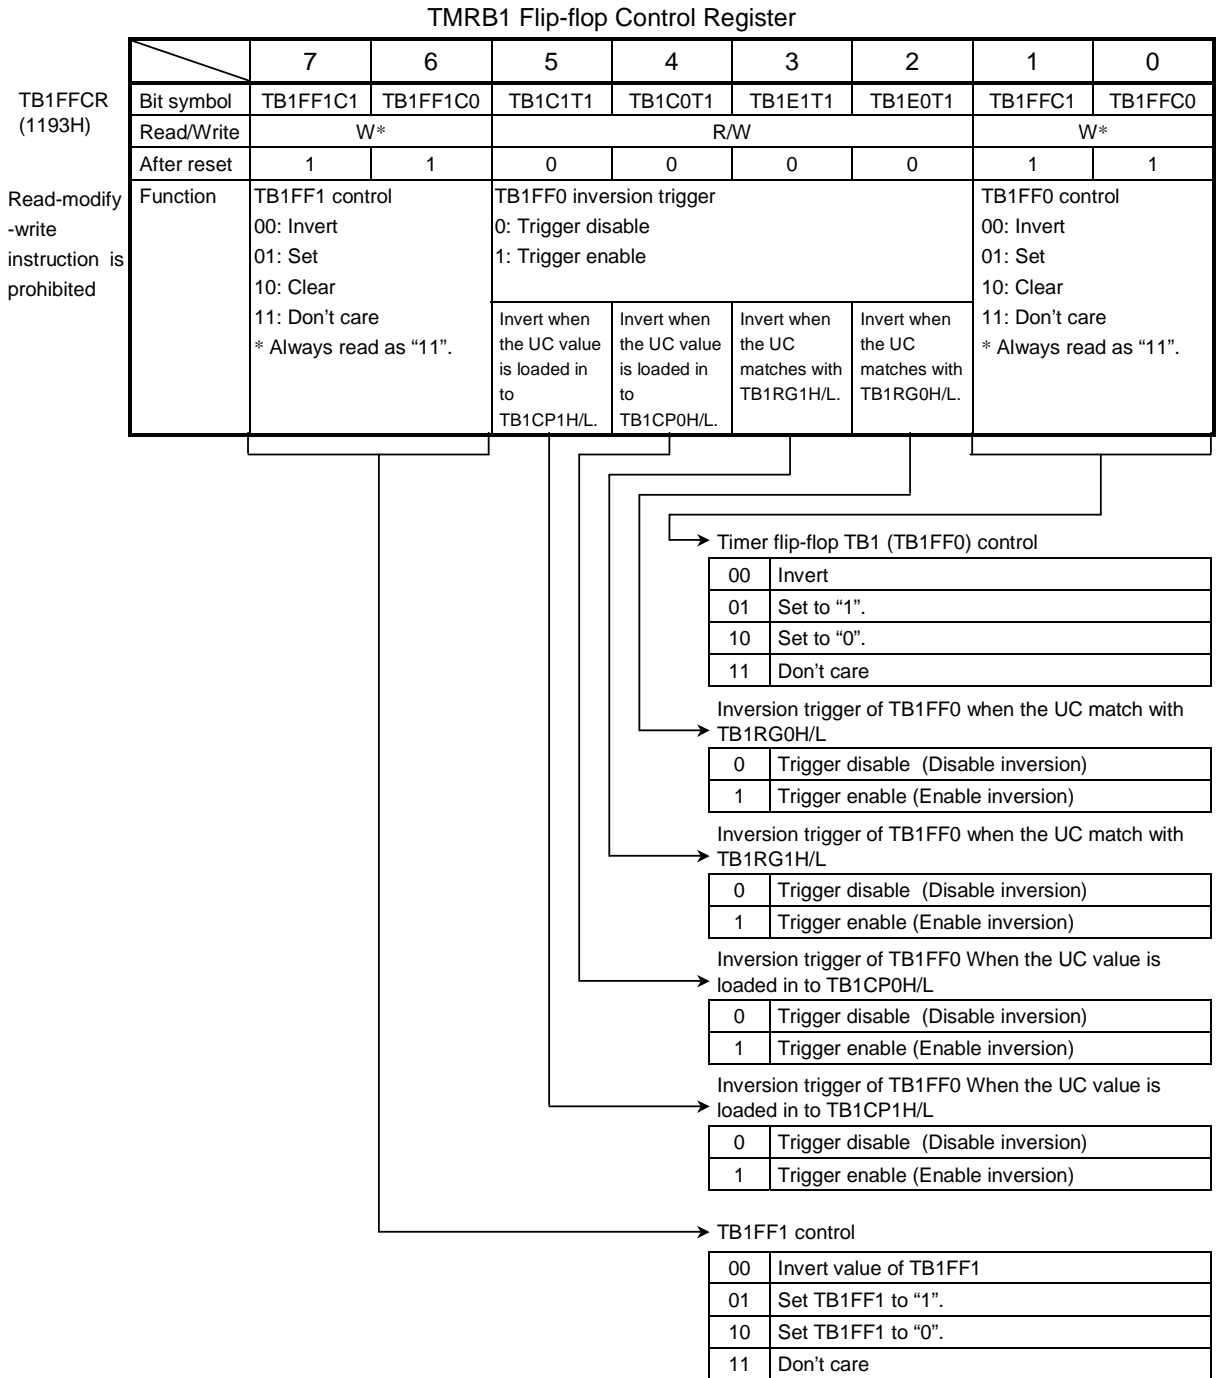 TMRB1 Flip-flop Control Register
7 6 5 4 3 2 1 0
TB1FFCR
(1193H)
Bit symbol TB1FF1C1 TB1FF1C0 TB1C1T1 TB1C0T1 TB1E1T1 TB1E0T1 TB1FFC1 TB1FFC0
Read/Write W* R/W W*
After reset 1 1 0 0 0 0 1 1
Read-modify
-write
instruction is
prohibited
Function
TB1FF1 control
00: Invert
01: Set
10: Clear
11: Don't care
* Always read as “11”.
TB1FF0 inversion trigger
0: Trigger disable
1: Trigger enable
Invert when
the UC value
is loaded in
to
TB1CP1H/L.
Invert when
the UC value
is loaded in
to
TB1CP0H/L.
Invert when
the UC
matches with
TB1RG1H/L.
Invert when
the UC
matches with
TB1RG0H/L.
TB1FF0 control
00: Invert
01: Set
10: Clear
11: Don't care
* Always read as “11”.
Timer flip-flop TB1 (TB1FF0) control
00 Invert
01 Set to “1”.
10 Set to “0”.
11 Don't care
Inversion trigger of TB1FF0 when the UC match with
TB1RG0H/L
0 Trigger disable (Disable inversion)
1 Trigger enable (Enable inversion)
Inversion trigger of TB1FF0 when the UC match with
TB1RG1H/L
0 Trigger disable (Disable inversion)
1 Trigger enable (Enable inversion)
Inversion trigger of TB1FF0 When the UC value is
loaded in to TB1CP0H/L
0 Trigger disable (Disable inversion)
1 Trigger enable (Enable inversion)
Inversion trigger of TB1FF0 When the UC value is
loaded in to TB1CP1H/L
0 Trigger disable (Disable inversion)
1 Trigger enable (Enable inversion)
TB1FF1 control
00 Invert value of TB1FF1
01 Set TB1FF1 to “1”.
10 Set TB1FF1 to “0”.
11 Don't care